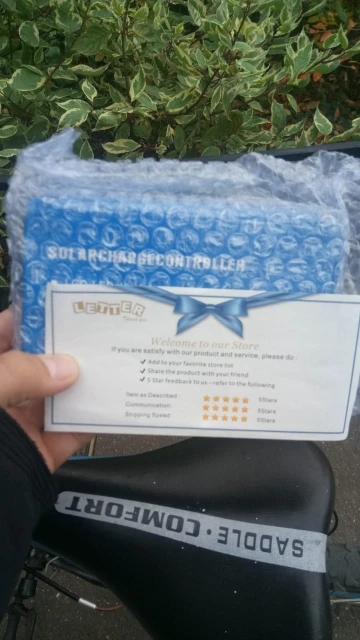 SOLARCHARGECONTROLLER
LETTER
Welcome to our Store
If you are satisfy with our product and service, please do :
✓ Add to your favorite store list
✓ Share the product with your friend
✓ 5 Star feedback to us --refer to the following
Item as Described: ★★★★★ 5Stars
Communication: ★★★★★ 5Stars
Shipping Speed: ★★★★★ 5Stars
SADDLE·COMFORT